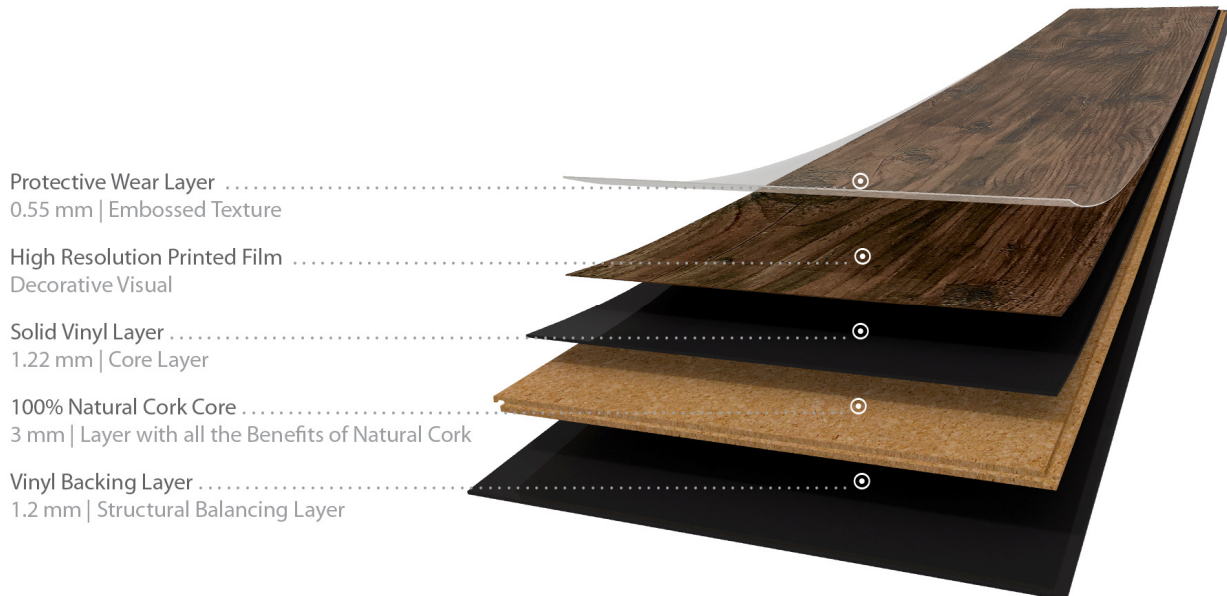 Protective Wear Layer
0.55 mm | Embossed Texture
High Resolution Printed Film
Decorative Visual
Solid Vinyl Layer
1.22 mm | Core Layer
100% Natural Cork Core
3 mm | Layer with all the Benefits of Natural Cork
Vinyl Backing Layer
1.2 mm | Structural Balancing Layer